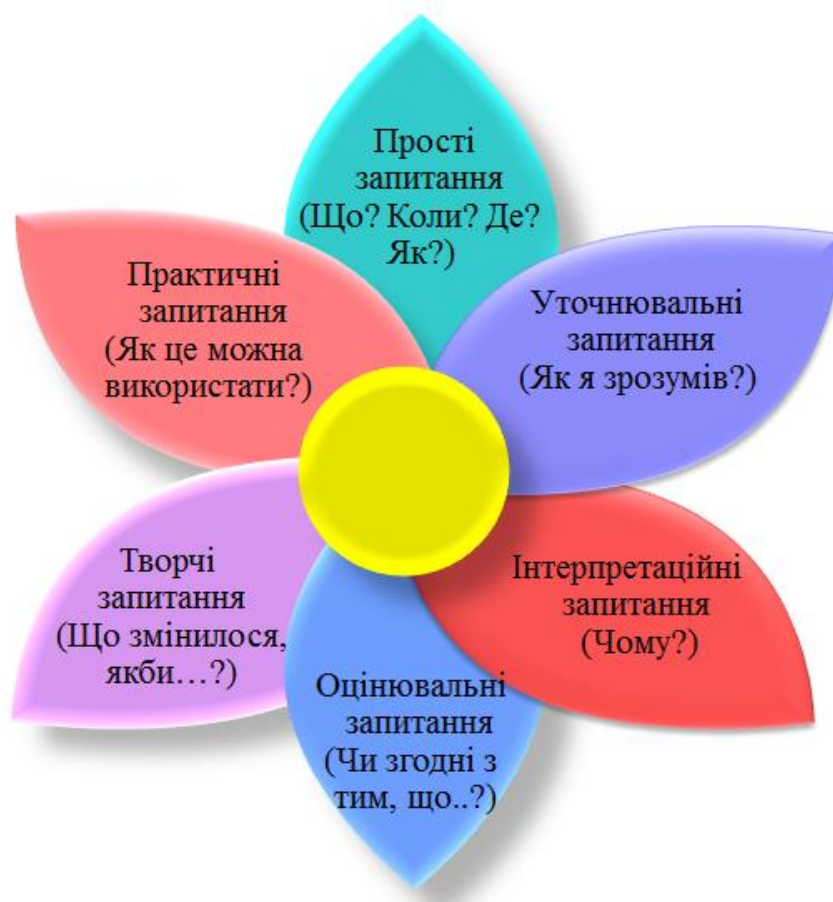 Прості
запитання
(Що? Коли? Де?
Як?)
Уточнювальні
запитання
(Як я зрозумів?)
Інтерпретаційні
запитання
(Чому?)
Оцінювальні
запитання
(Чи згодні з
тим, що..?)
Творчі
запитання
(Що змінилося,
якби…?)
Практичні
запитання
(Як це можна
використати?)